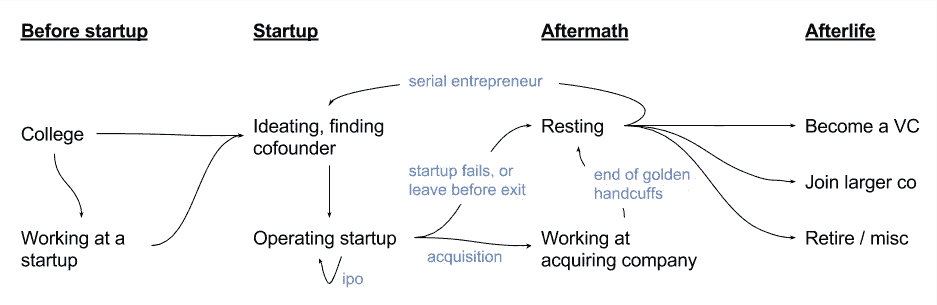 Before startup
Startup
Aftermath
Afterlife
serial entrepreneur
College
Ideating, finding
cofounder
Resting
Become a VC
startup fails, or
leave before exit
end of golden
handcuffs
Join larger co
Working at a
startup
Operating startup
acquisition
ipo
Working at
acquiring company
Retire / misc